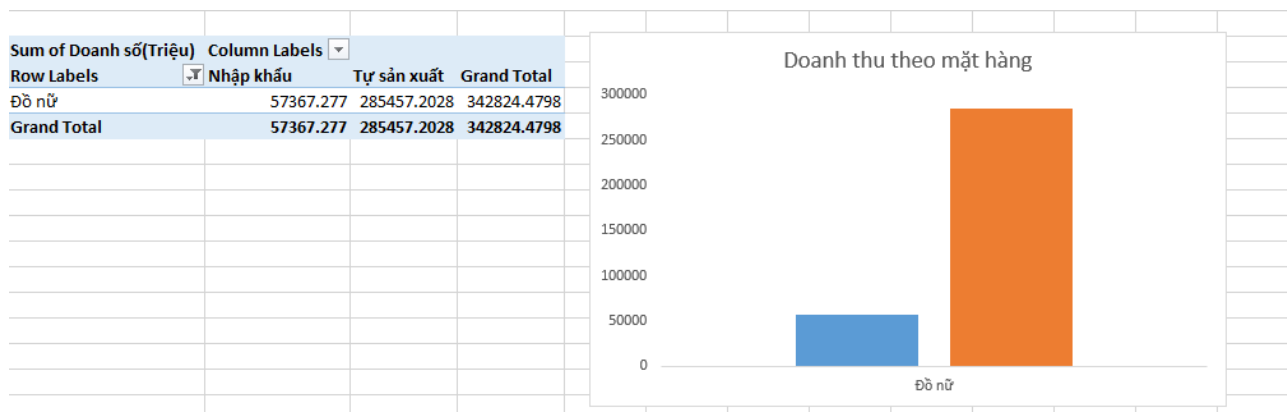 Sum of Doanh số(Triệu) Column Labels
Row Labels Nhập khẩu Tự sản xuất Grand Total
Đồ nữ 57367.277 285457.2028 342824.4798
Grand Total 57367.277 285457.2028 342824.4798
Doanh thu theo mặt hàng
300000
250000
200000
150000
100000
50000
0
Đồ nữ